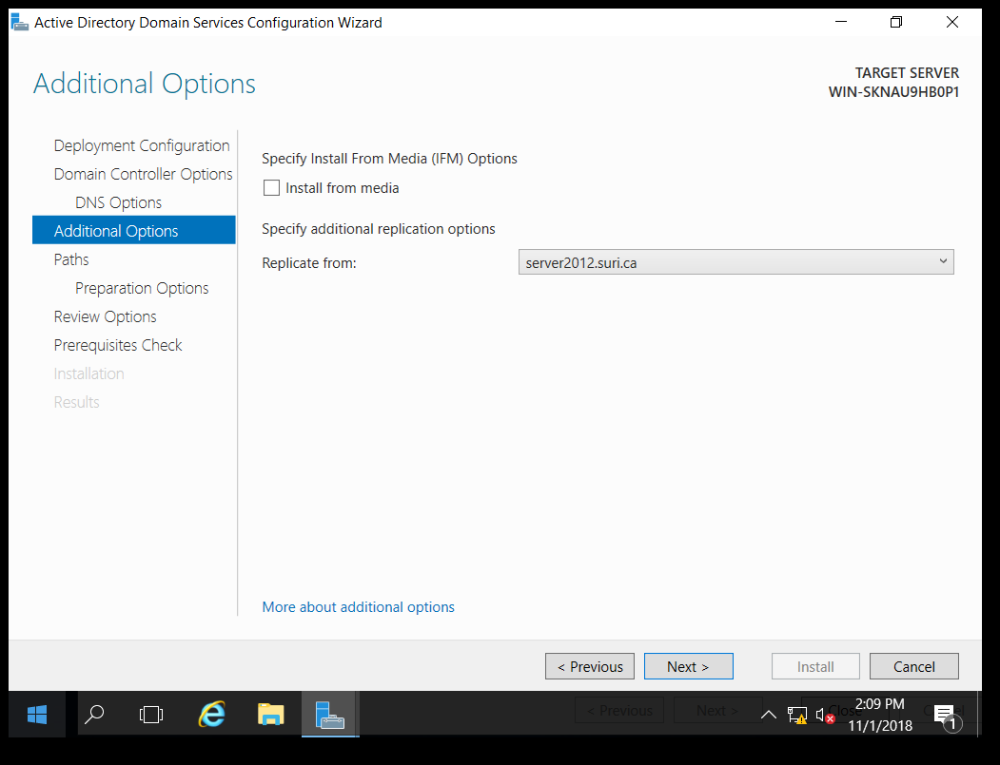 Active Directory Domain Services Configuration Wizard
Additional Options
TARGET SERVER
WIN-SKNAU9HB0P1
Deployment Configuration
Domain Controller Options
DNS Options
Additional Options
Paths
Preparation Options
Review Options
Prerequisites Check
Installation
Results
Specify Install From Media (IFM) Options
Install from media
Specify additional replication options
Replicate from:
server2012.suri.ca
More about additional options
< Previous
Next >
Install
Cancel
< Previous
Next >
Close
2:09 PM
11/1/2018
1